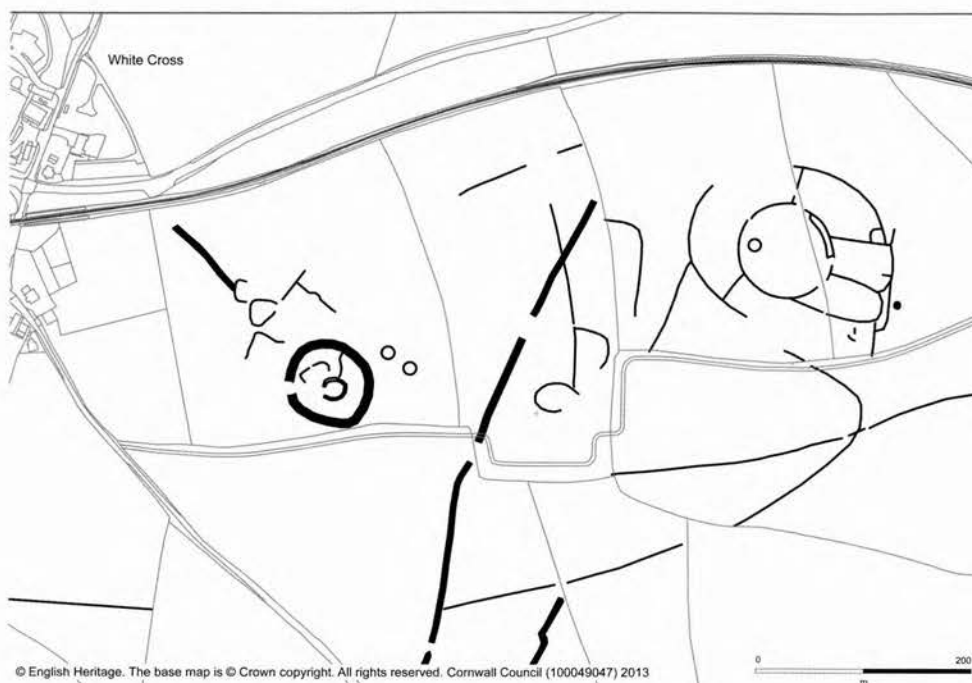 White Cross
© English Heritage. The base map is © Crown copyright. All rights reserved. Cornwall Council (100049047) 2013
0 200
m